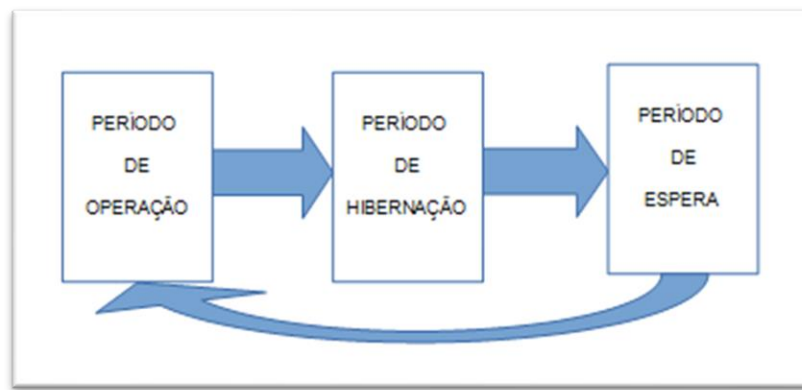 PERÍODO
DE
OPERAÇÃO
PERÍODO
DE
HIBERNAÇÃO
PERÍODO
DE
ESPERA